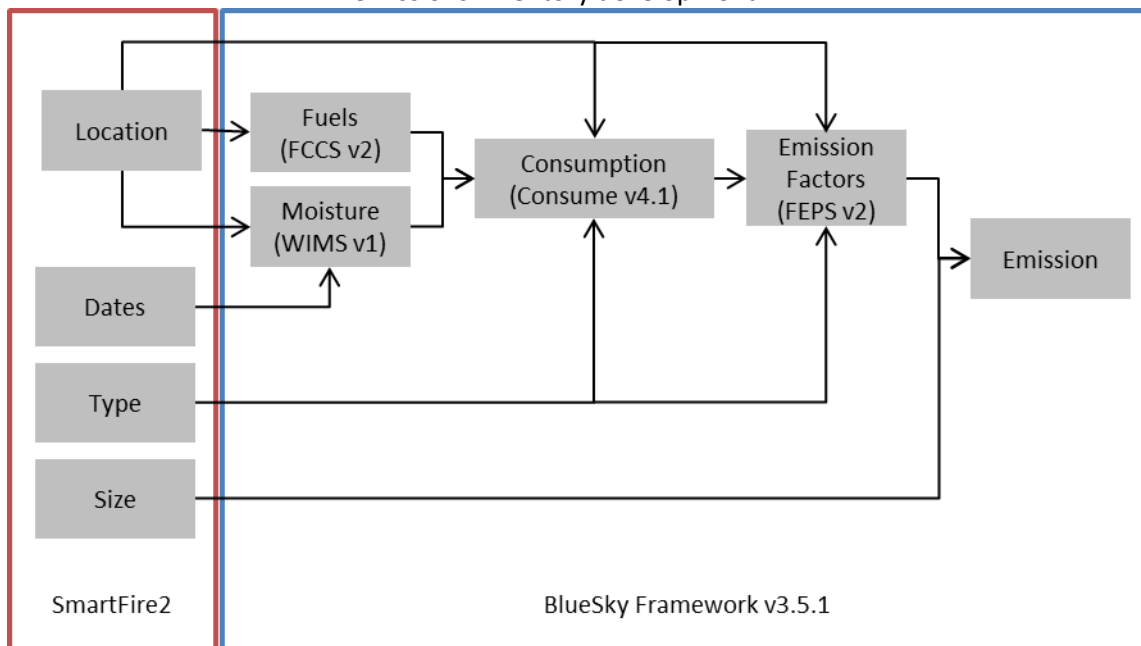 Location
Fuels
(FCCS v2)
Moisture
(WIMS v1)
Consumption
(Consume v4.1)
Emission
Factors
(FEPS v2)
Emission
Dates
Type
Size
SmartFire2
BlueSky Framework v3.5.1